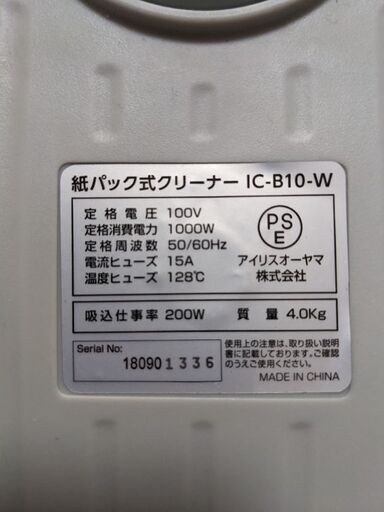 紙パック式クリーナー IC-B10-W
定格電圧 100V
定格消費電力 1000W
定格周波数 50/60Hz
電流ヒューズ 15A
温度ヒューズ 128℃
PS
E
アイリスオーヤマ
株式会社
吸込仕事率 200W 質量 4.0Kg
Serial No:
180901336
上用の注意は、取り扱い説明
書に記載しております。ご確認
のうえご使用ください。
MADE IN CHINA